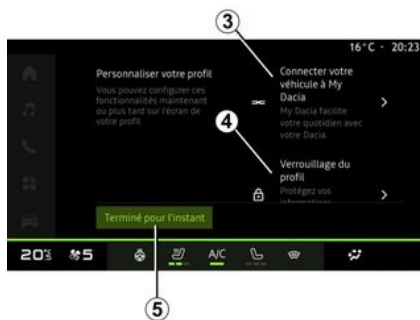 3
16°C · 20:23
Personnaliser votre profil
Vous pouvez configurer ces
fonctionnalités maintenant
ou plus tard sur l'écran de
votre profil
Connecter votre
véhicule à My
Dacia
My Dacia facilite
votre quotidien avec
votre Dacia.
4
Verrouillage du
profil
Protégez vos
informations
Terminé pour l'instant
20 5 A/C
5